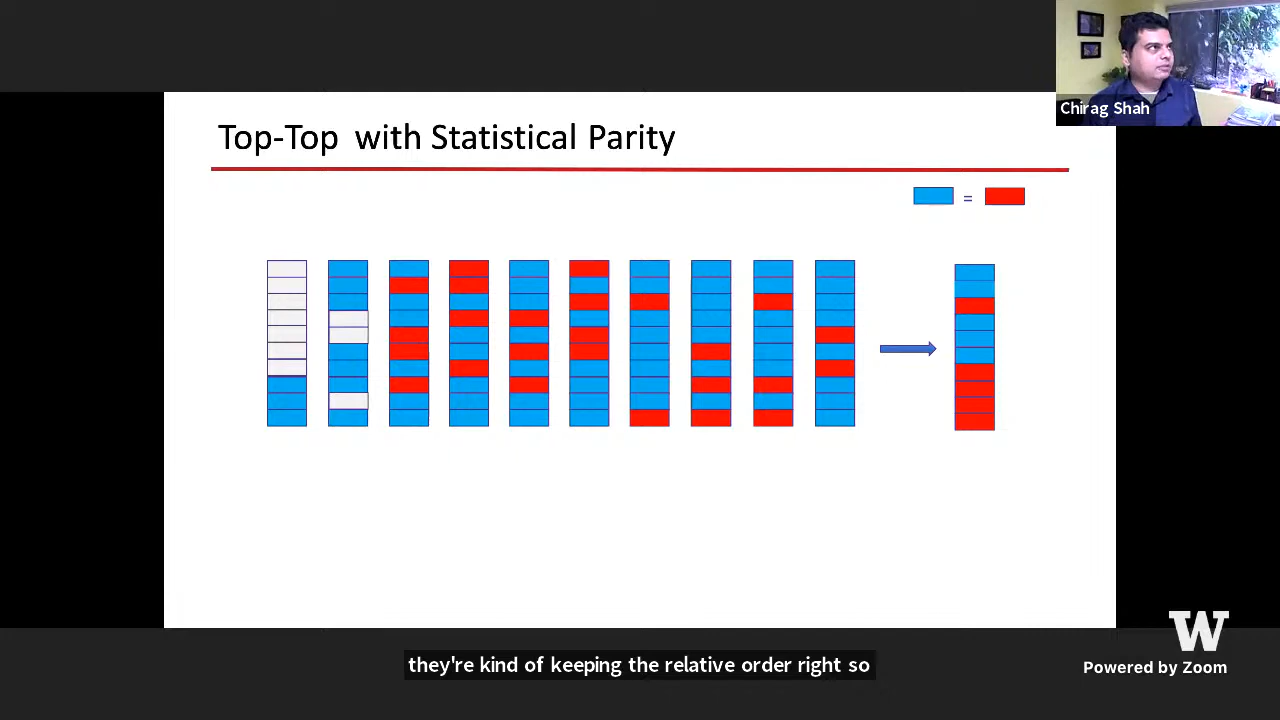 Chirag Shah
Top-Top with Statistical Parity
=
they're kind of keeping the relative order right so
W
Powered by Zoom